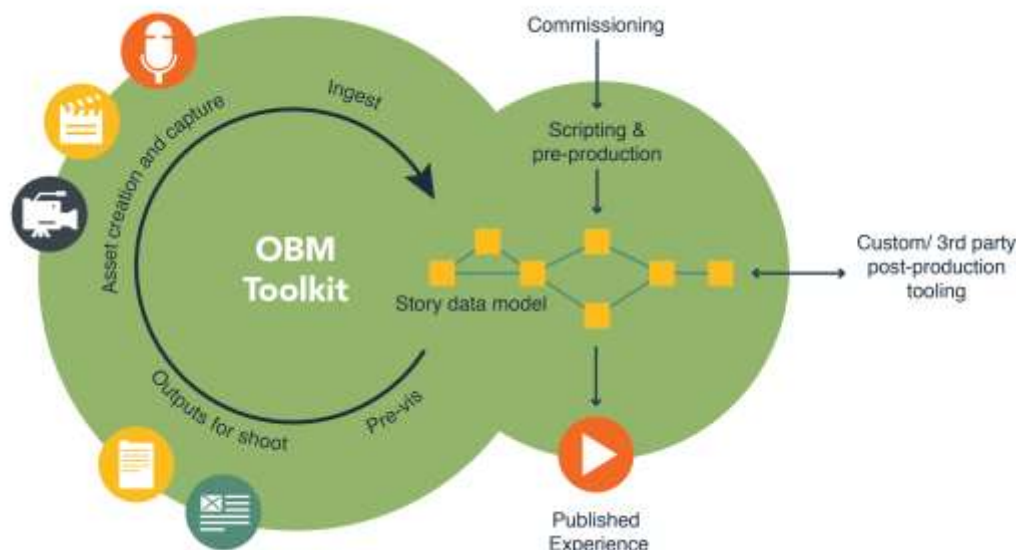 Commissioning
Ingest
Scripting &
pre-production
Asset creation and capture
OBM
Toolkit
Custom/ 3rd party
post-production
tooling
Story data model
Pre-vis
Outputs for shoot
Published
Experience